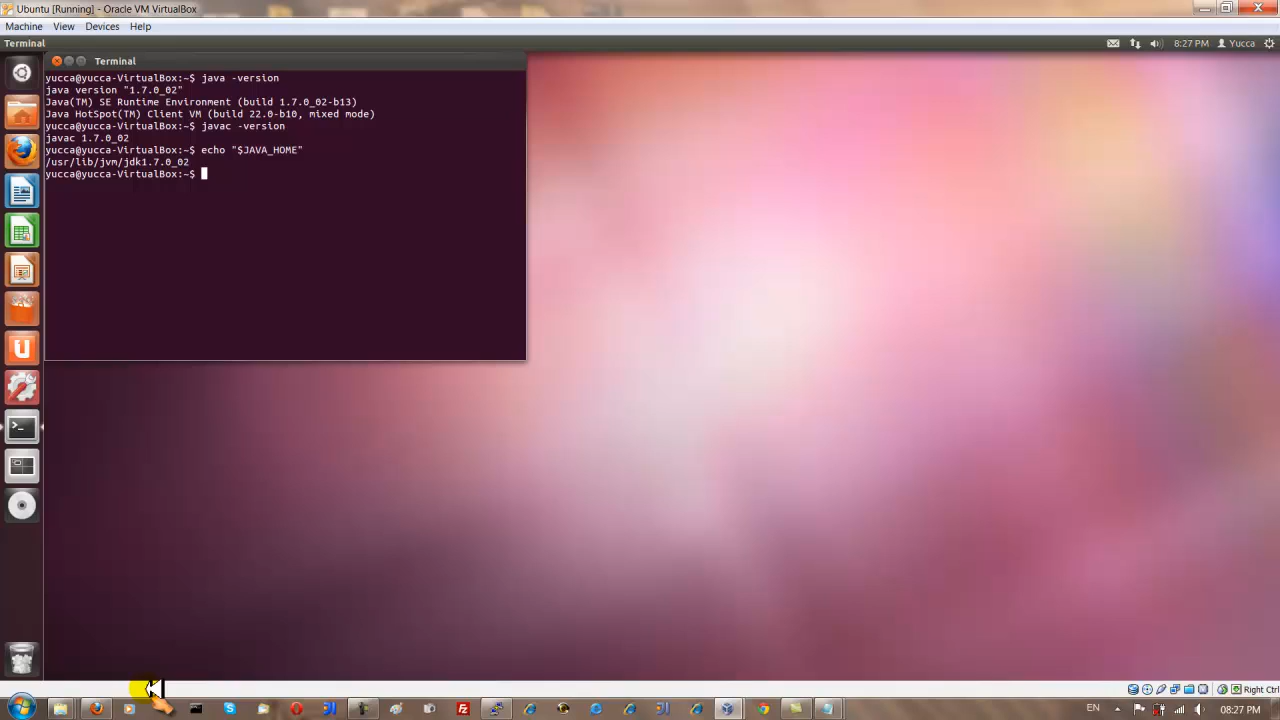 Ubuntu [Running] - Oracle VM VirtualBox
Machine View Devices Help
Terminal 8:27 PM Yucca
Terminal
yucca@yucca-VirtualBox:~$ java -version
java version "1.7.0_02"
Java(TM) SE Runtime Environment (build 1.7.0_02-b13)
Java HotSpot(TM) Client VM (build 22.0-b10, mixed mode)
yucca@yucca-VirtualBox:~$ javac -version
javac 1.7.0_02
yucca@yucca-VirtualBox:~$ echo "$JAVA_HOME"
/usr/lib/jvm/jdk1.7.0_02
yucca@yucca-VirtualBox:~$
Right Ctrl
EN 08:27 PM